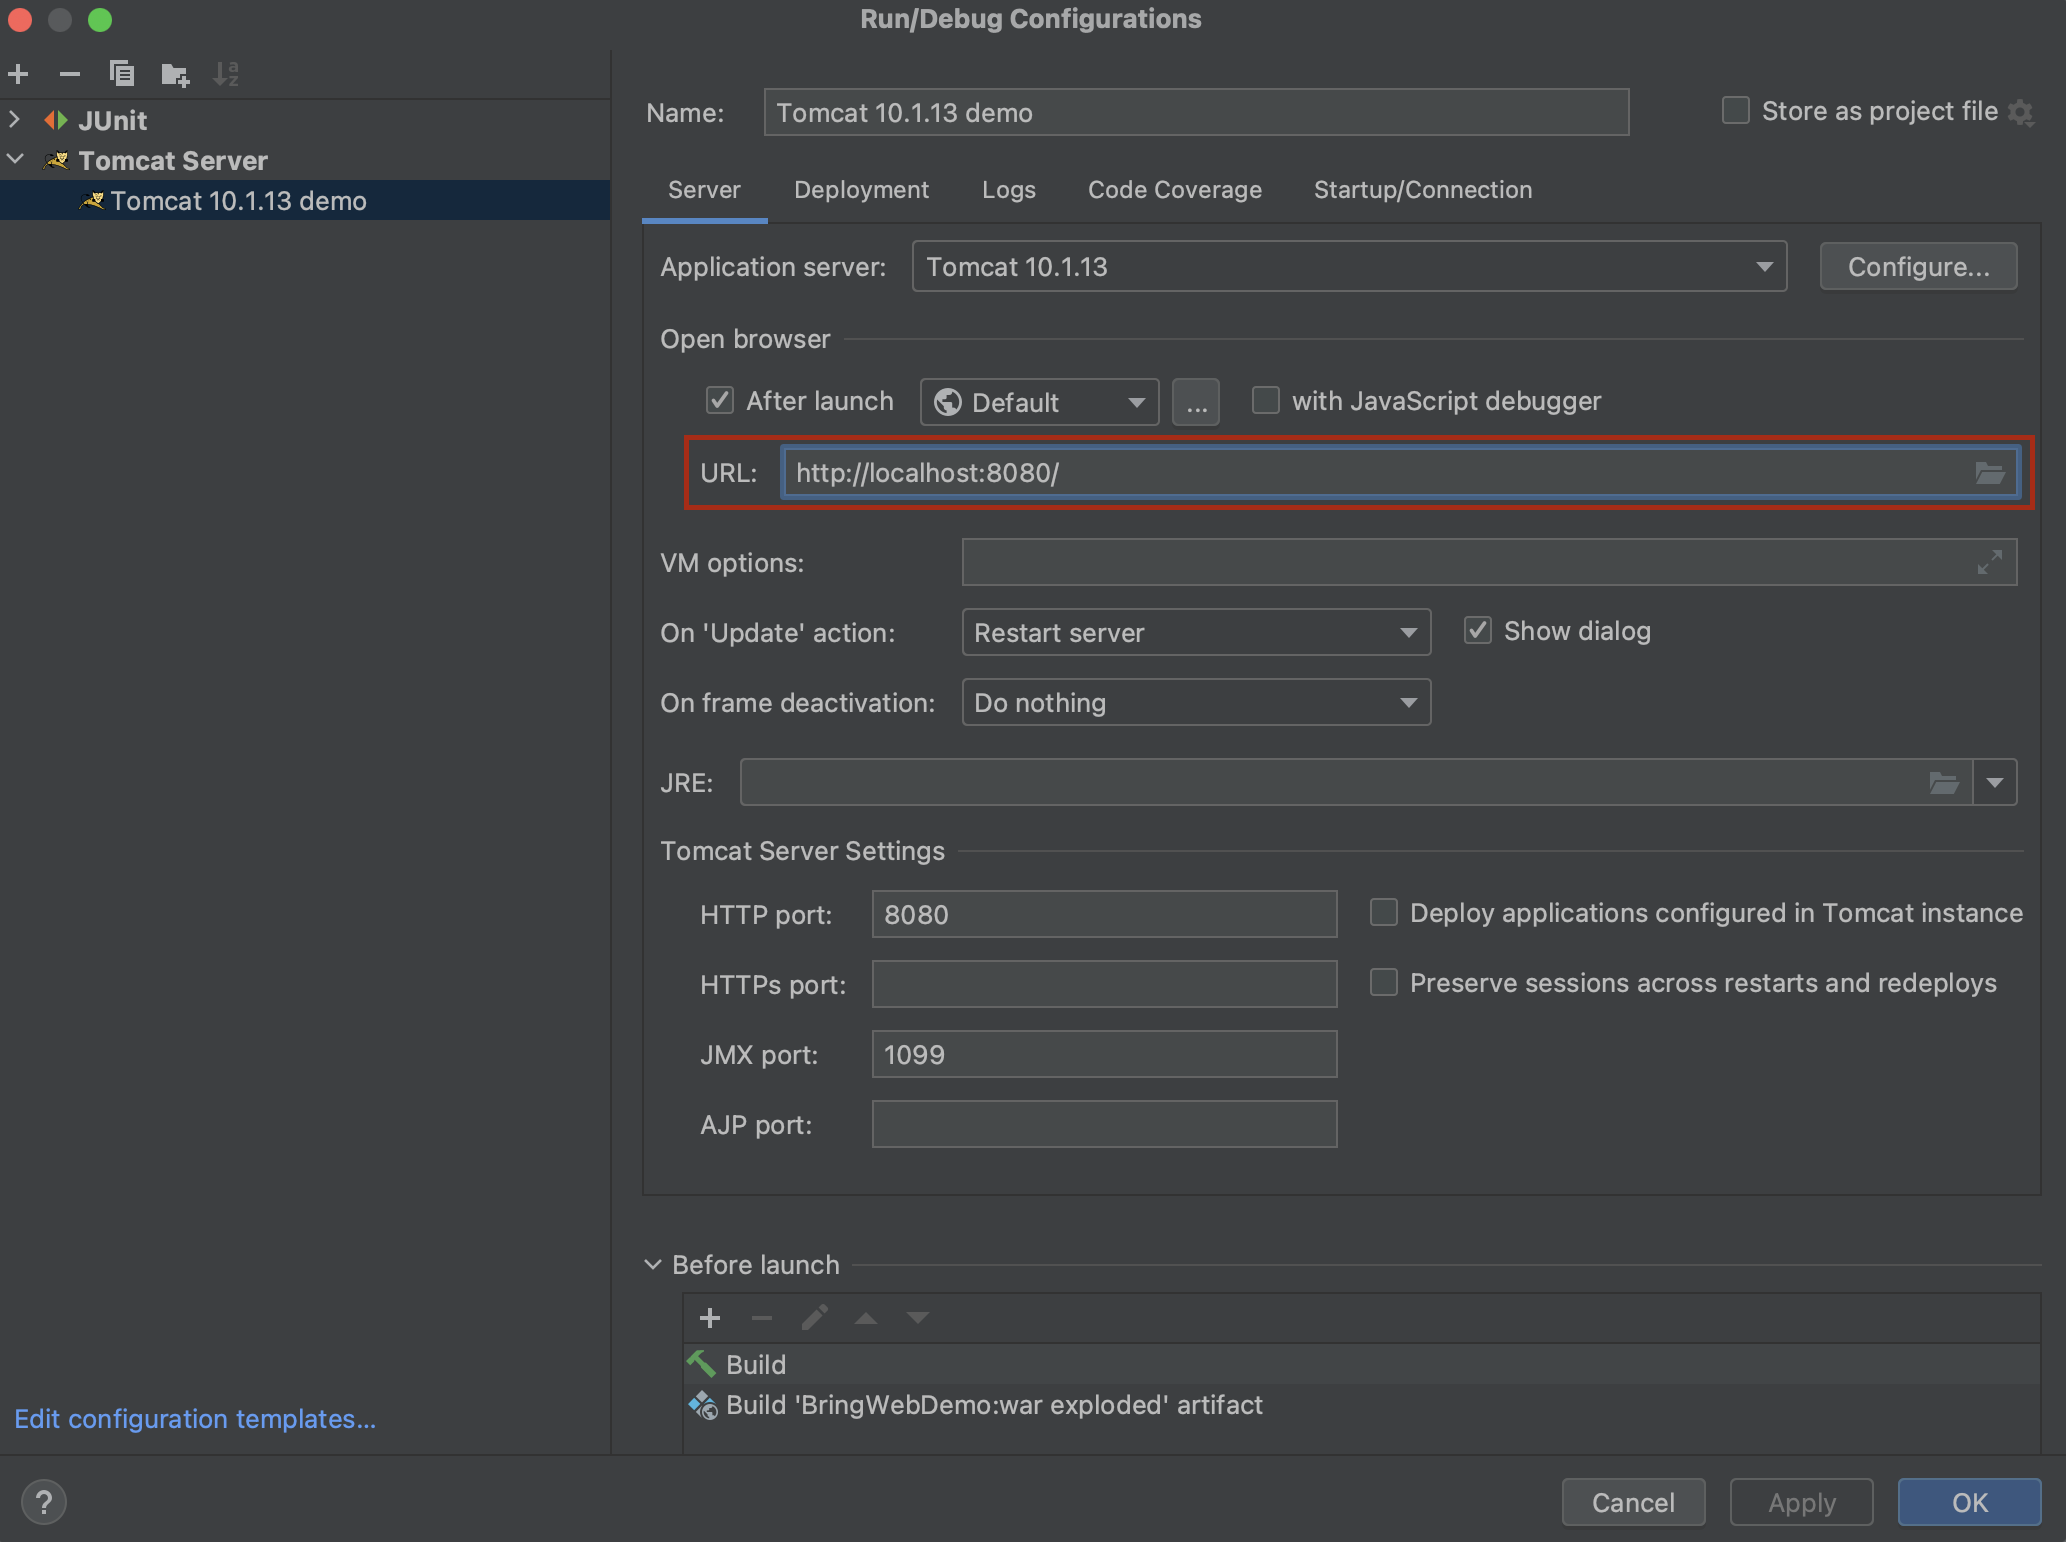 Run/Debug Configurations
JUnit
Tomcat Server
Tomcat 10.1.13 demo
Edit configuration templates...
Name: Tomcat 10.1.13 demo
Store as project file
Server Deployment Logs Code Coverage Startup/Connection
Application server: Tomcat 10.1.13 Configure...
Open browser
After launch Default ... with JavaScript debugger
URL: http://localhost:8080/
VM options:
On 'Update' action: Restart server Show dialog
On frame deactivation: Do nothing
JRE:
Tomcat Server Settings
HTTP port: 8080 Deploy applications configured in Tomcat instance
HTTPs port: Preserve sessions across restarts and redeploys
JMX port: 1099
AJP port:
Before launch
Build
Build 'BringWebDemo:war exploded' artifact
? Cancel Apply OK